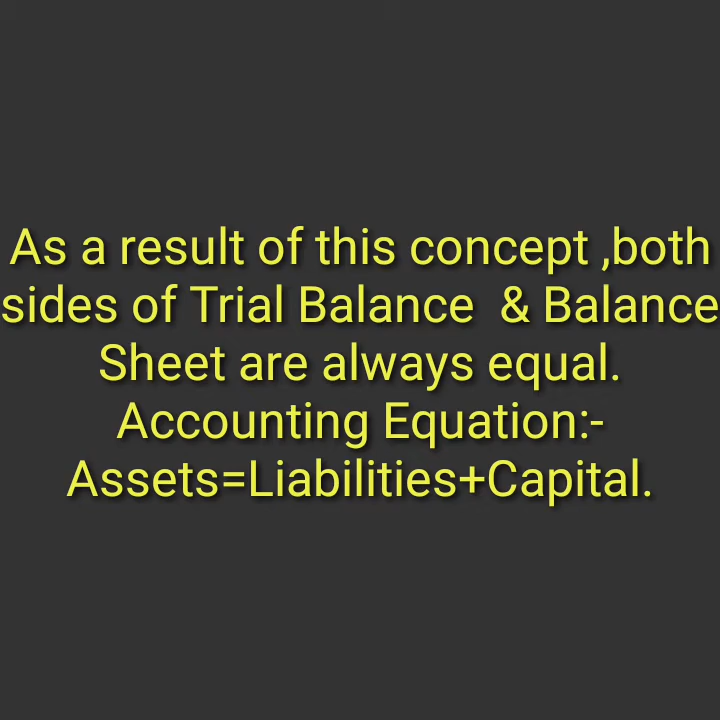 As a result of this concept ,both
sides of Trial Balance  & Balance
Sheet are always equal.
Accounting Equation:-
Assets=Liabilities+Capital.